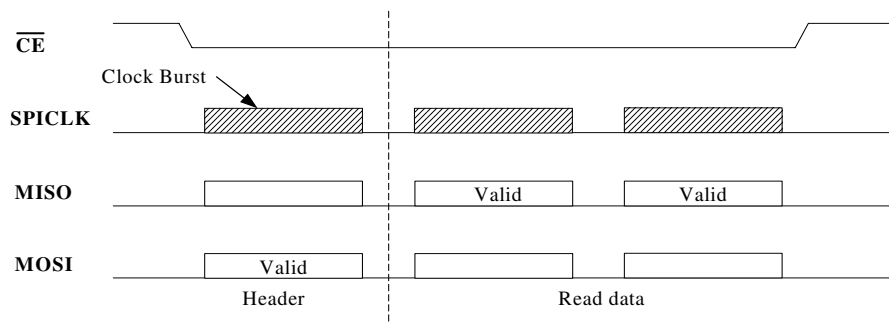 CE
Clock Burst
SPICLK
MISO
Valid
Valid
MOSI
Valid
Header
Read data